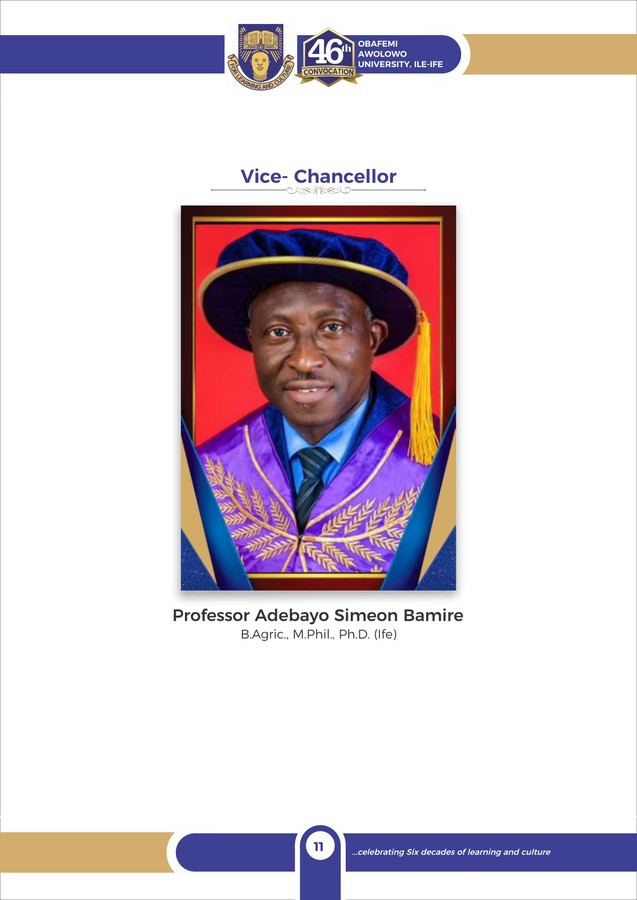 FOR LEARNING AND CULTURE
46th
CONVOCATION
OBAFEMI
AWOLOWO
UNIVERSITY, ILE-IFE
Vice- Chancellor
Professor Adebayo Simeon Bamire
B.Agric., M.Phil., Ph.D. (Ife)
11
...celebrating Six decades of learning and culture